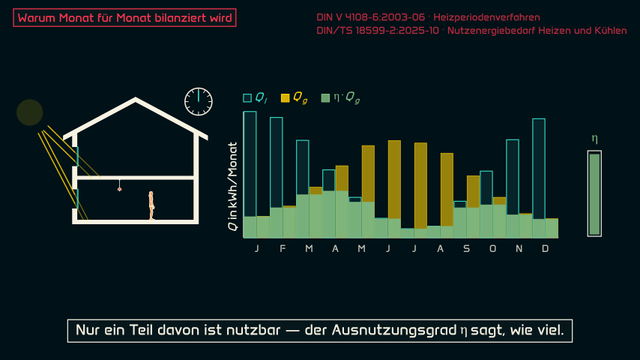 Warum Monat für Monat bilanziert wird
DIN V 4108-6:2003-06 · Heizperiodenverfahren
DIN/TS 18599-2:2025-10 · Nutzenergiebedarf Heizen und Kühlen
Q_l Q_g η·Q_g
η
Q in kWh/Monat
J F M A M J J A S O N D
Nur ein Teil davon ist nutzbar — der Ausnutzungsgrad η sagt, wie viel.